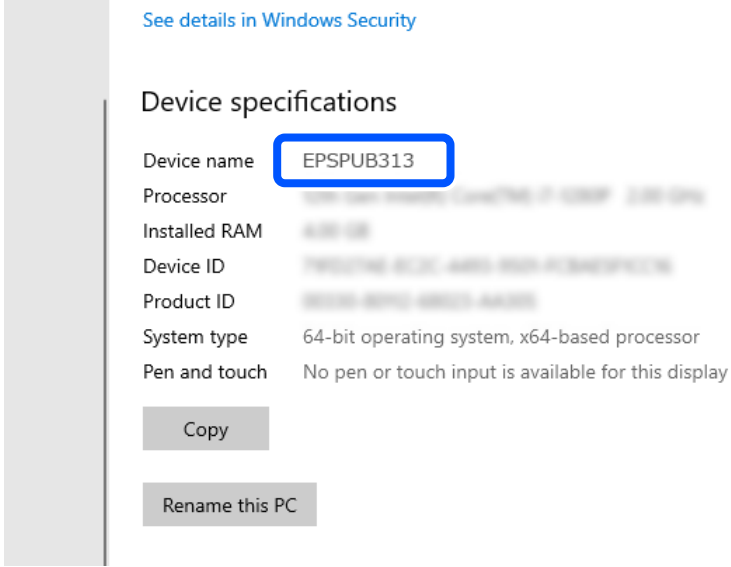 See details in Windows Security
Device specifications
Device name EPSPUB313
Processor
Installed RAM
Device ID
Product ID
System type 64-bit operating system, x64-based processor
Pen and touch No pen or touch input is available for this display
Copy
Rename this PC